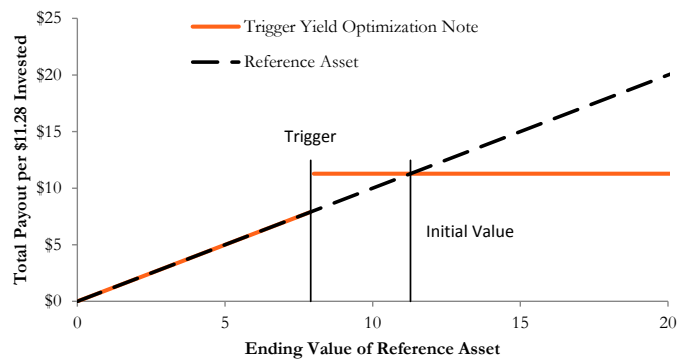 $25
Trigger Yield Optimization Note
Reference Asset
$20
$15
Trigger
$10
Initial Value
$5
$0
0 5 10 15 20
Total Payout per $11.28 Invested
Ending Value of Reference Asset